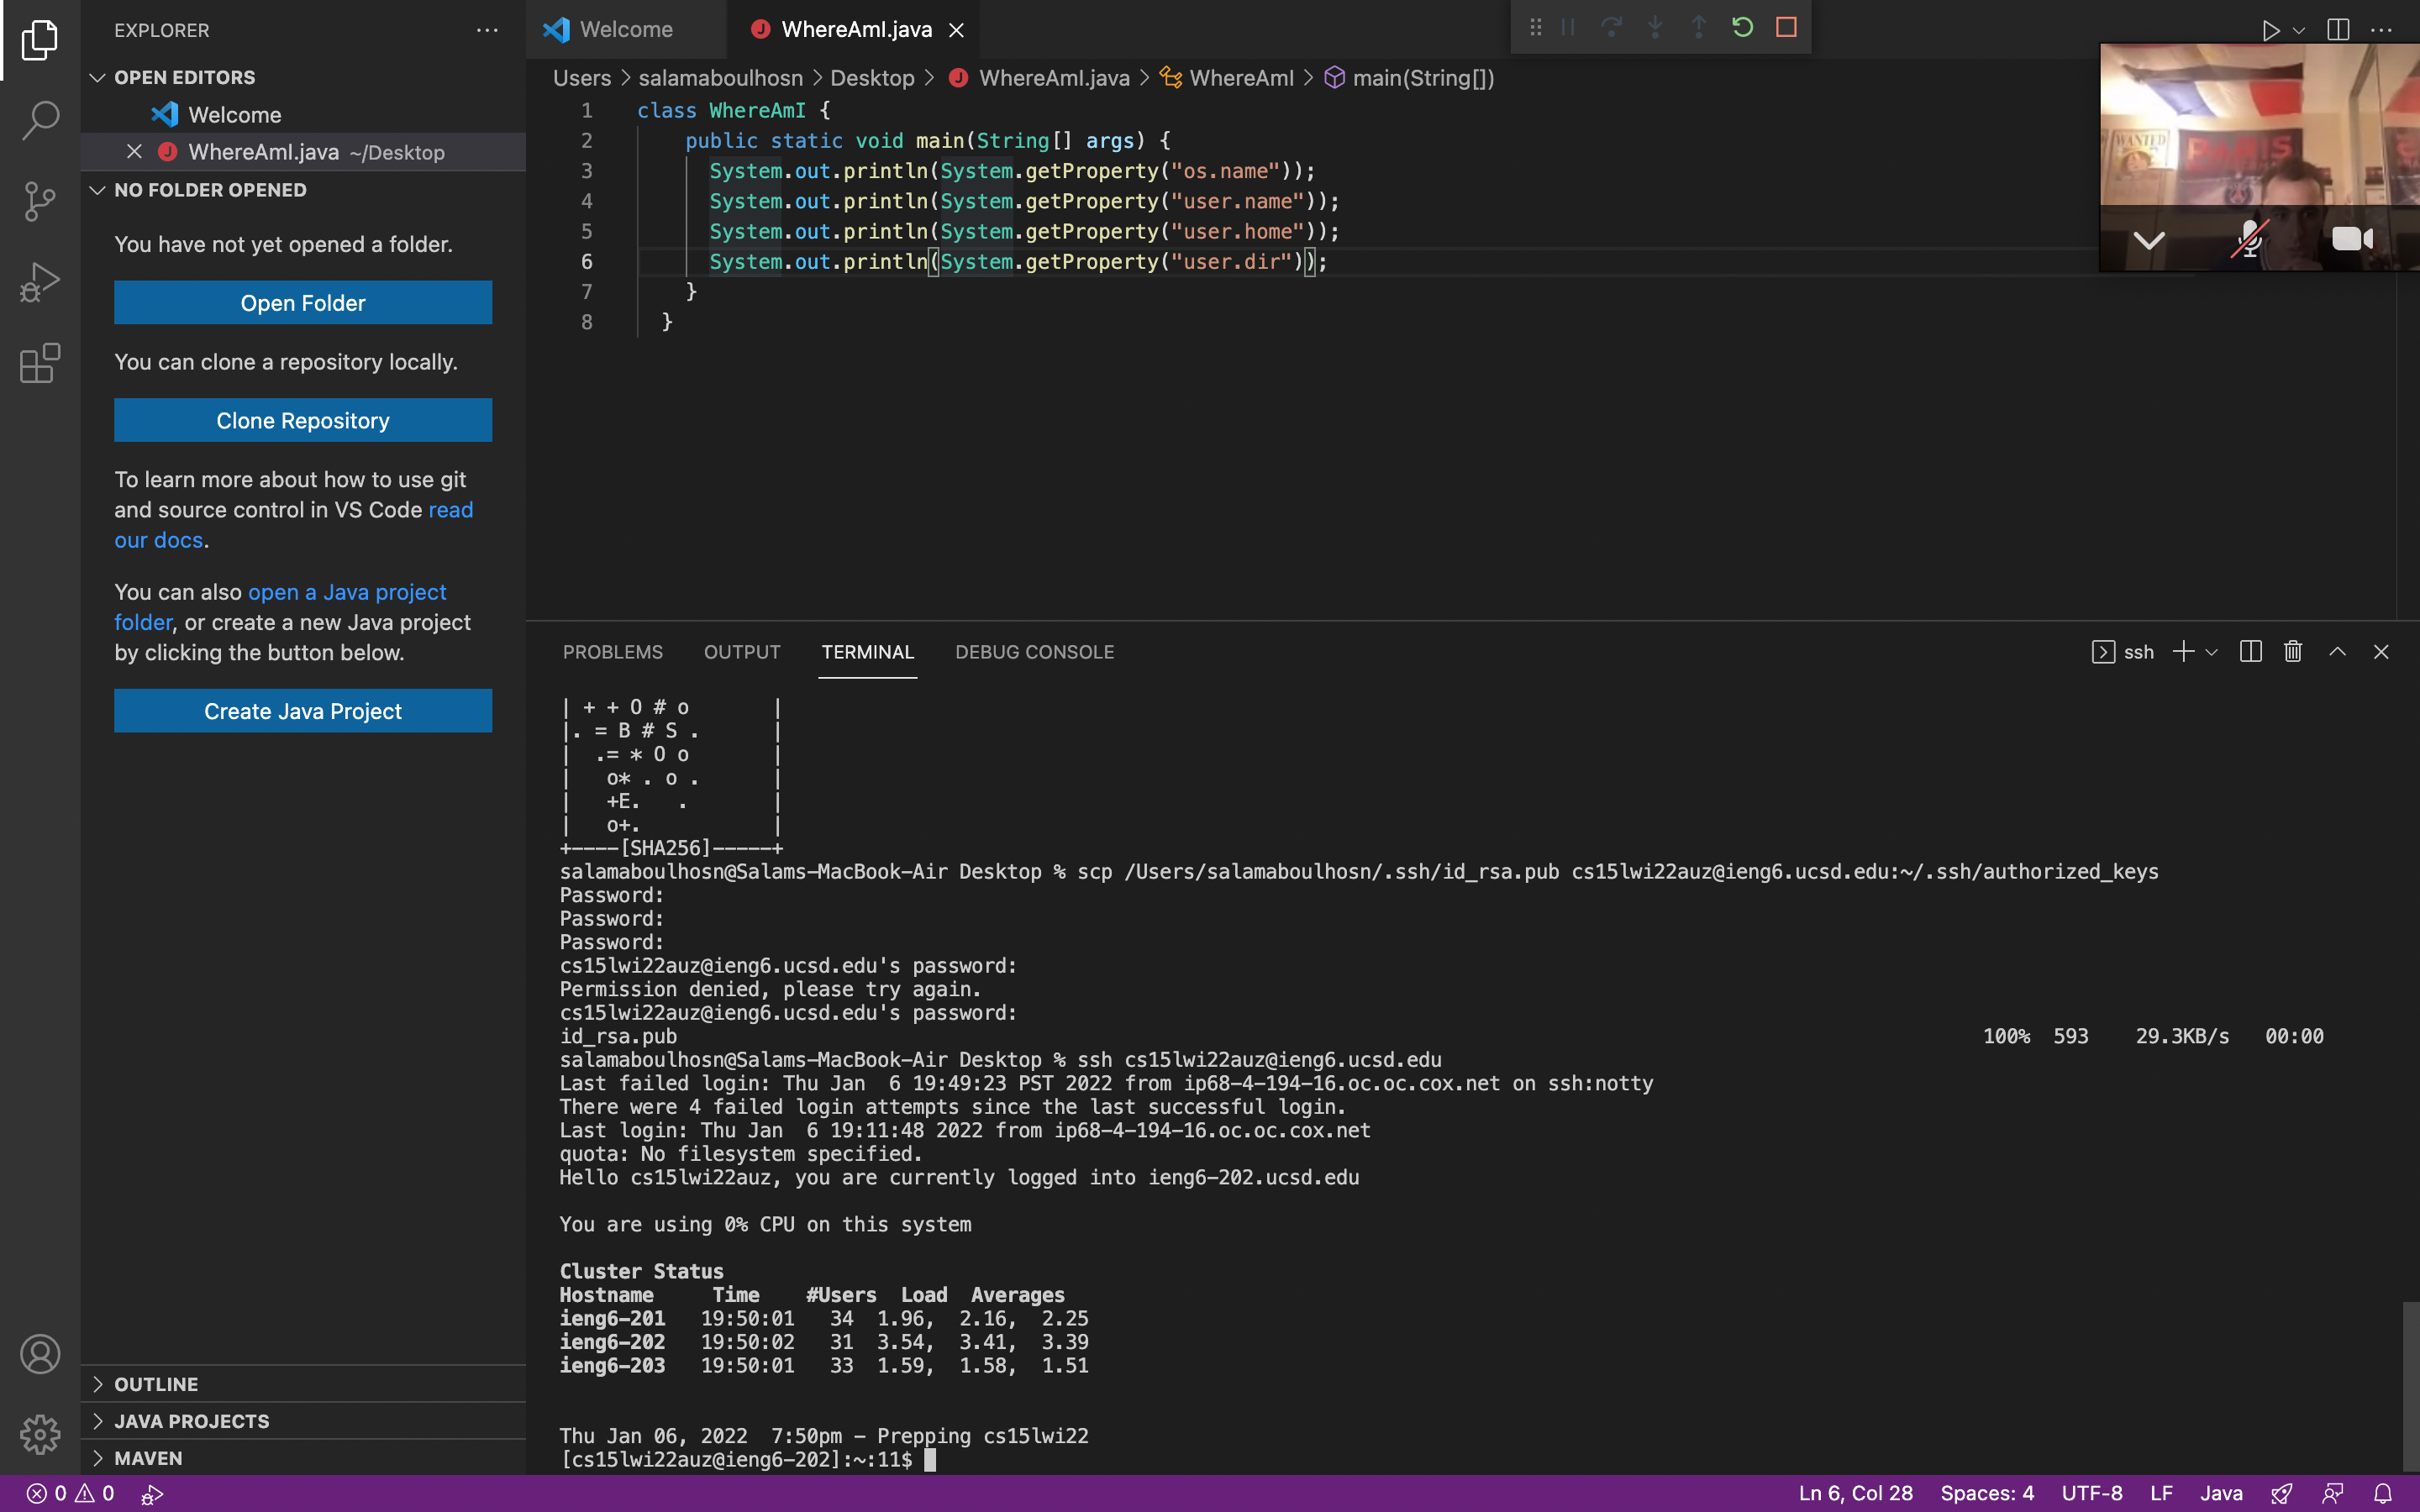 EXPLORER
OPEN EDITORS
Welcome
WhereAmI.java ~/Desktop
NO FOLDER OPENED
You have not yet opened a folder.
Open Folder
You can clone a repository locally.
Clone Repository
To learn more about how to use git
and source control in VS Code read
our docs.
You can also open a Java project
folder, or create a new Java project
by clicking the button below.
Create Java Project
OUTLINE
JAVA PROJECTS
MAVEN
Welcome
J WhereAmI.java
Users > salamaboulhosn > Desktop > J WhereAmI.java > WhereAmI > main(String[])
1 class WhereAmI {
2 public static void main(String[] args) {
3 System.out.println(System.getProperty("os.name"));
4 System.out.println(System.getProperty("user.name"));
5 System.out.println(System.getProperty("user.home"));
6 System.out.println(System.getProperty("user.dir"));
7 }
8 }
WANTED
PARIS
PROBLEMS OUTPUT TERMINAL DEBUG CONSOLE
ssh
| + + O # o       |
|. = B # S .      |
|  .= * O o       |
|   o* . o .      |
|   +E.   .       |
|   o+.           |
+----[SHA256]-----+
salamaboulhosn@Salams-MacBook-Air Desktop % scp /Users/salamaboulhosn/.ssh/id_rsa.pub cs15lwi22auz@ieng6.ucsd.edu:~/.ssh/authorized_keys
Password:
Password:
Password:
cs15lwi22auz@ieng6.ucsd.edu's password:
Permission denied, please try again.
cs15lwi22auz@ieng6.ucsd.edu's password:
id_rsa.pub 100% 593 29.3KB/s 00:00
salamaboulhosn@Salams-MacBook-Air Desktop % ssh cs15lwi22auz@ieng6.ucsd.edu
Last failed login: Thu Jan  6 19:49:23 PST 2022 from ip68-4-194-16.oc.oc.cox.net on ssh:notty
There were 4 failed login attempts since the last successful login.
Last login: Thu Jan  6 19:11:48 2022 from ip68-4-194-16.oc.oc.cox.net
quota: No filesystem specified.
Hello cs15lwi22auz, you are currently logged into ieng6-202.ucsd.edu
You are using 0% CPU on this system
Cluster Status
Hostname     Time    #Users  Load  Averages
ieng6-201   19:50:01   34  1.96,  2.16,  2.25
ieng6-202   19:50:02   31  3.54,  3.41,  3.39
ieng6-203   19:50:01   33  1.59,  1.58,  1.51
Thu Jan 06, 2022  7:50pm - Prepping cs15lwi22
[cs15lwi22auz@ieng6-202]:~:11$
0 0
Ln 6, Col 28 Spaces: 4 UTF-8 LF Java